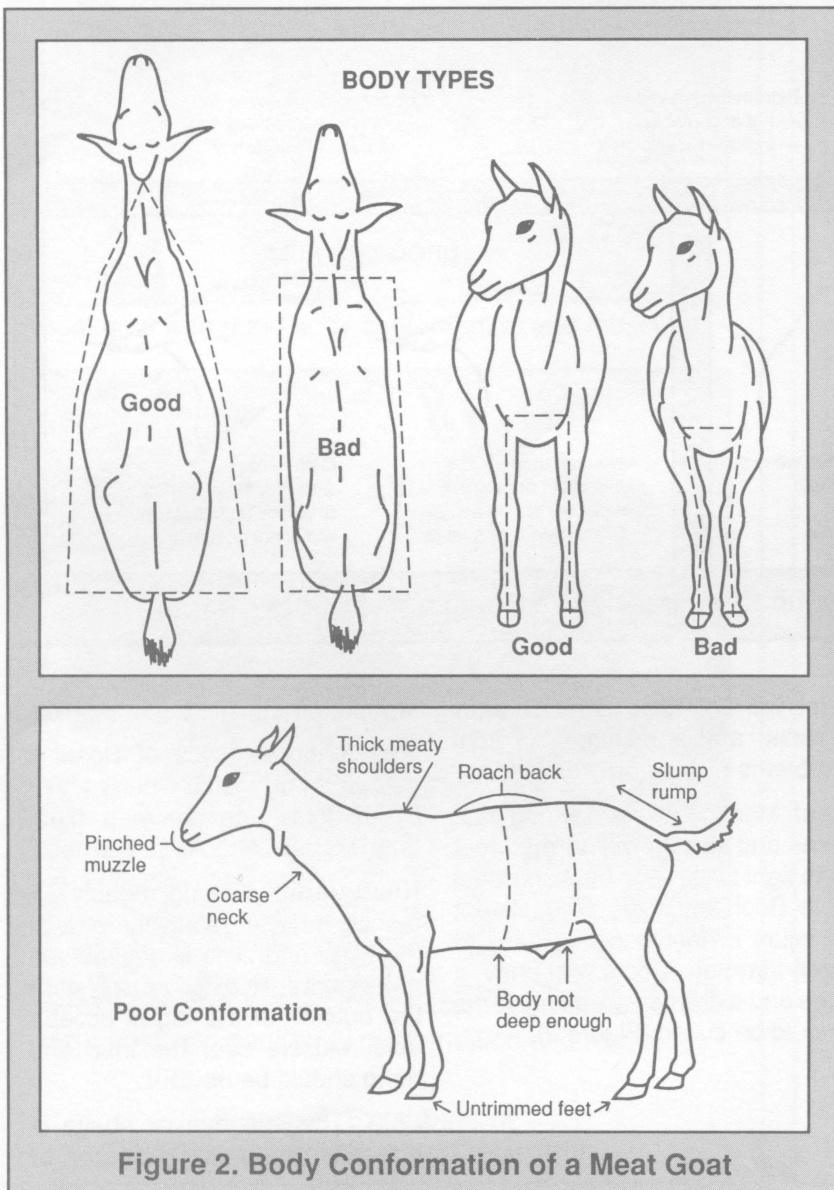 BODY TYPES
Good
Bad
Good
Bad
Thick meaty
shoulders
Roach back
Slump
rump
Pinched
muzzle
Coarse
neck
Body not
deep enough
Poor Conformation
Untrimmed feet
Figure 2. Body Conformation of a Meat Goat